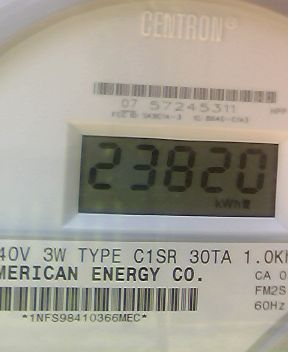 CENTRON®
07 57245311
23820
kWh
40V 3W TYPE C1SR 30TA 1.0K
MERICAN ENERGY CO.
CA 0
FM2S
60Hz
*1NFS98410366MEC*